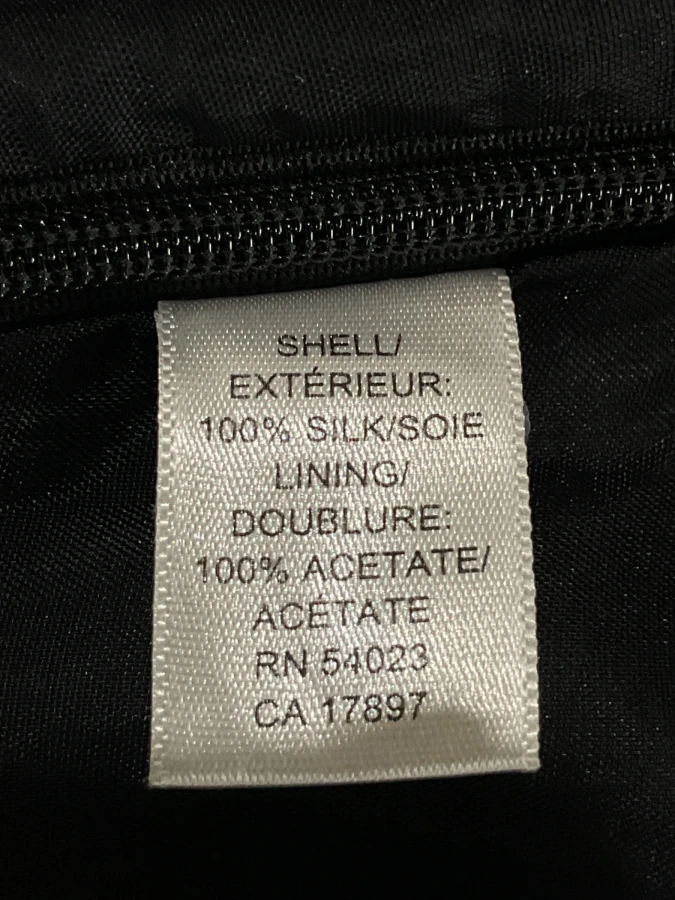 SHELL/
EXTÉRIEUR:
100% SILK/SOIE
LINING/
DOUBLURE:
100% ACETATE/
ACÉTATE
RN 54023
CA 17897